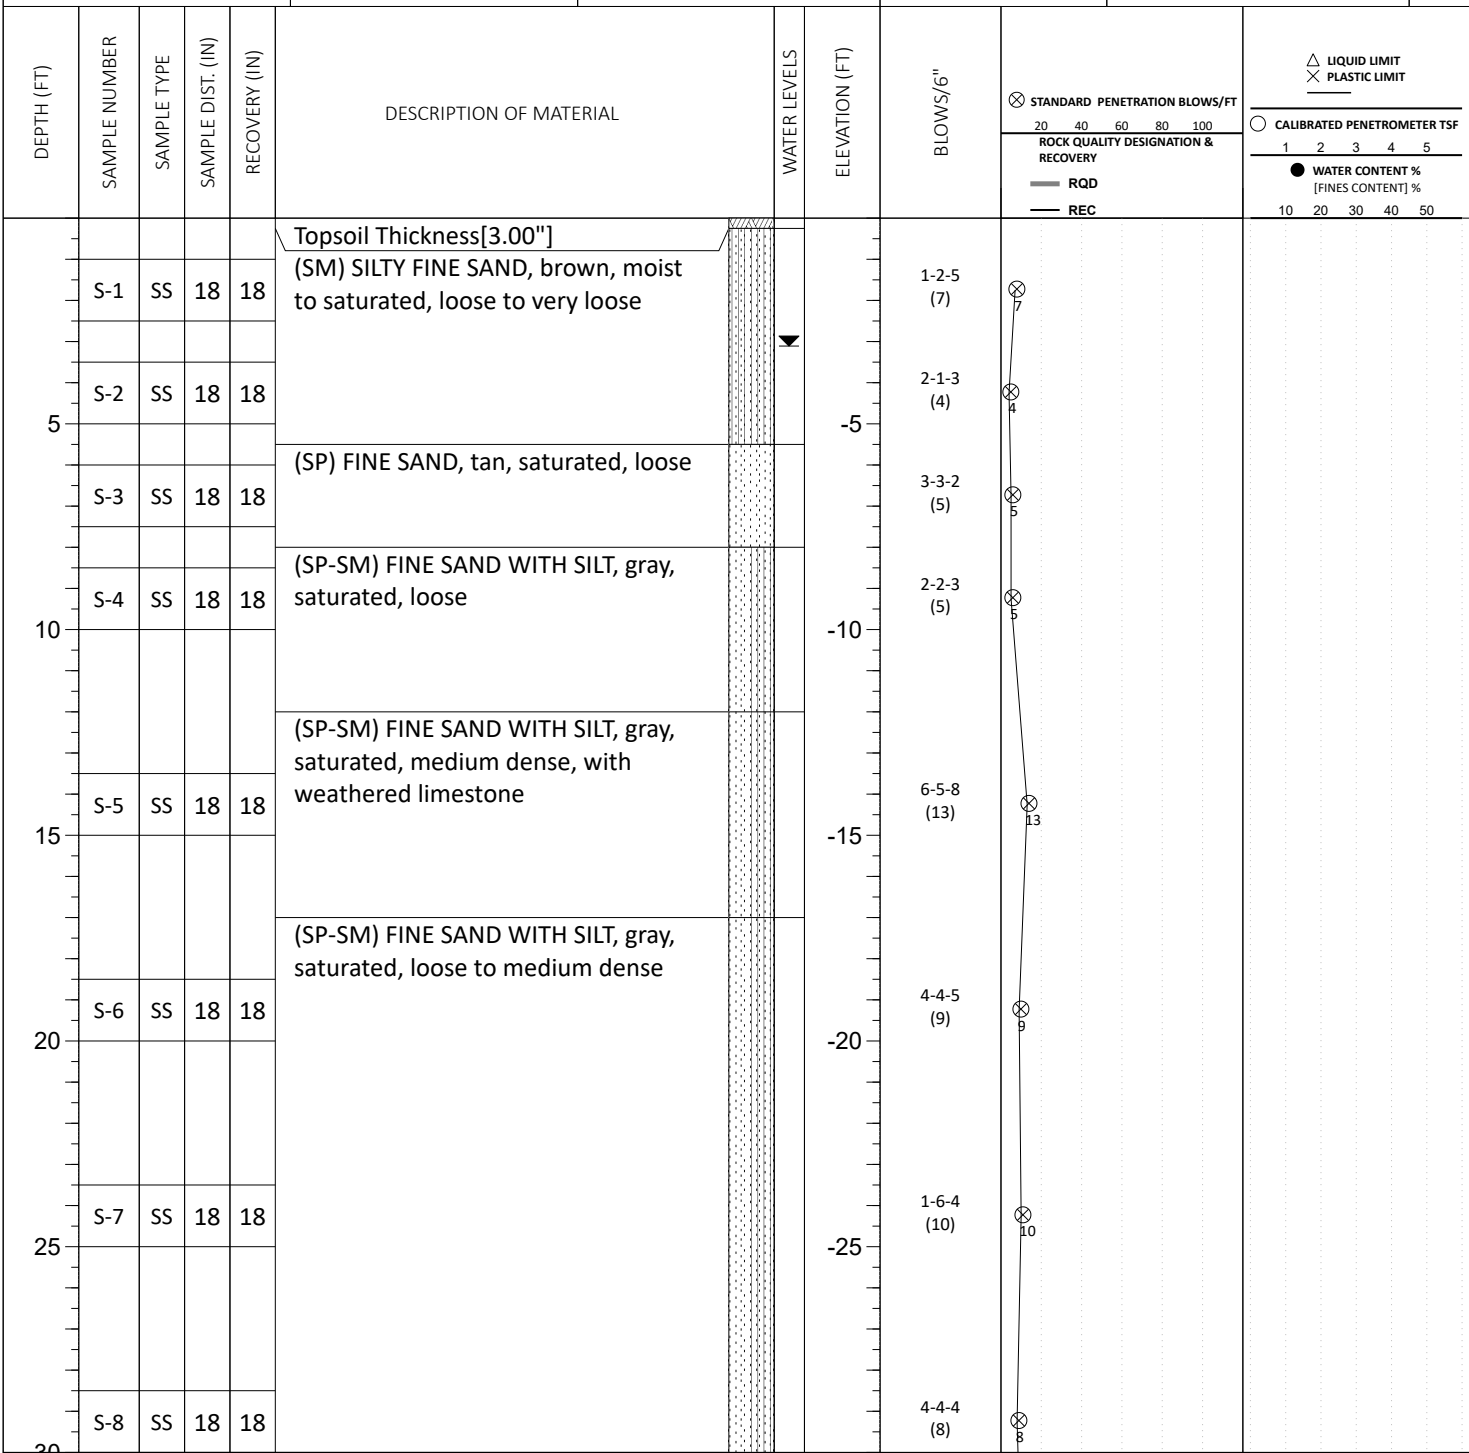 DEPTH (FT)
SAMPLE NUMBER
SAMPLE TYPE
SAMPLE DIST. (IN)
RECOVERY (IN)
DESCRIPTION OF MATERIAL
WATER LEVELS
ELEVATION (FT)
BLOWS/6"
STANDARD PENETRATION BLOWS/FT
20 40 60 80 100
ROCK QUALITY DESIGNATION &
RECOVERY
RQD
REC
LIQUID LIMIT
PLASTIC LIMIT
CALIBRATED PENETROMETER TSF
1 2 3 4 5
WATER CONTENT %
[FINES CONTENT] %
10 20 30 40 50
Topsoil Thickness[3.00"]
(SM) SILTY FINE SAND, brown, moist
to saturated, loose to very loose
S-1 SS 18 18
1-2-5
(7)
7
S-2 SS 18 18
2-1-3
(4)
4
5
-5
(SP) FINE SAND, tan, saturated, loose
S-3 SS 18 18
3-3-2
(5)
5
(SP-SM) FINE SAND WITH SILT, gray,
saturated, loose
S-4 SS 18 18
2-2-3
(5)
5
10
-10
(SP-SM) FINE SAND WITH SILT, gray,
saturated, medium dense, with
weathered limestone
S-5 SS 18 18
6-5-8
(13)
13
15
-15
(SP-SM) FINE SAND WITH SILT, gray,
saturated, loose to medium dense
S-6 SS 18 18
4-4-5
(9)
9
20
-20
S-7 SS 18 18
1-6-4
(10)
10
25
-25
S-8 SS 18 18
4-4-4
(8)
8
30